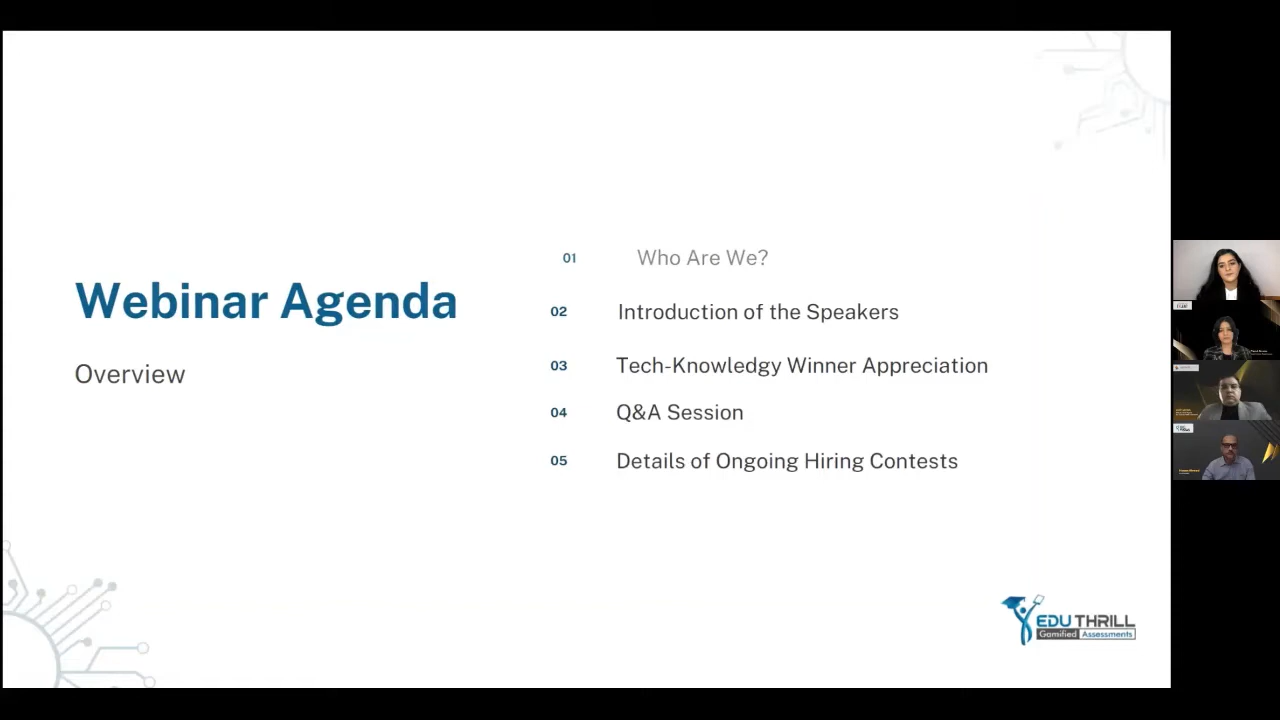 Webinar Agenda
Overview
01 Who Are We?
02 Introduction of the Speakers
03 Tech-Knowledgy Winner Appreciation
04 Q&A Session
05 Details of Ongoing Hiring Contests
EDU THRILL
Gamified Assessments